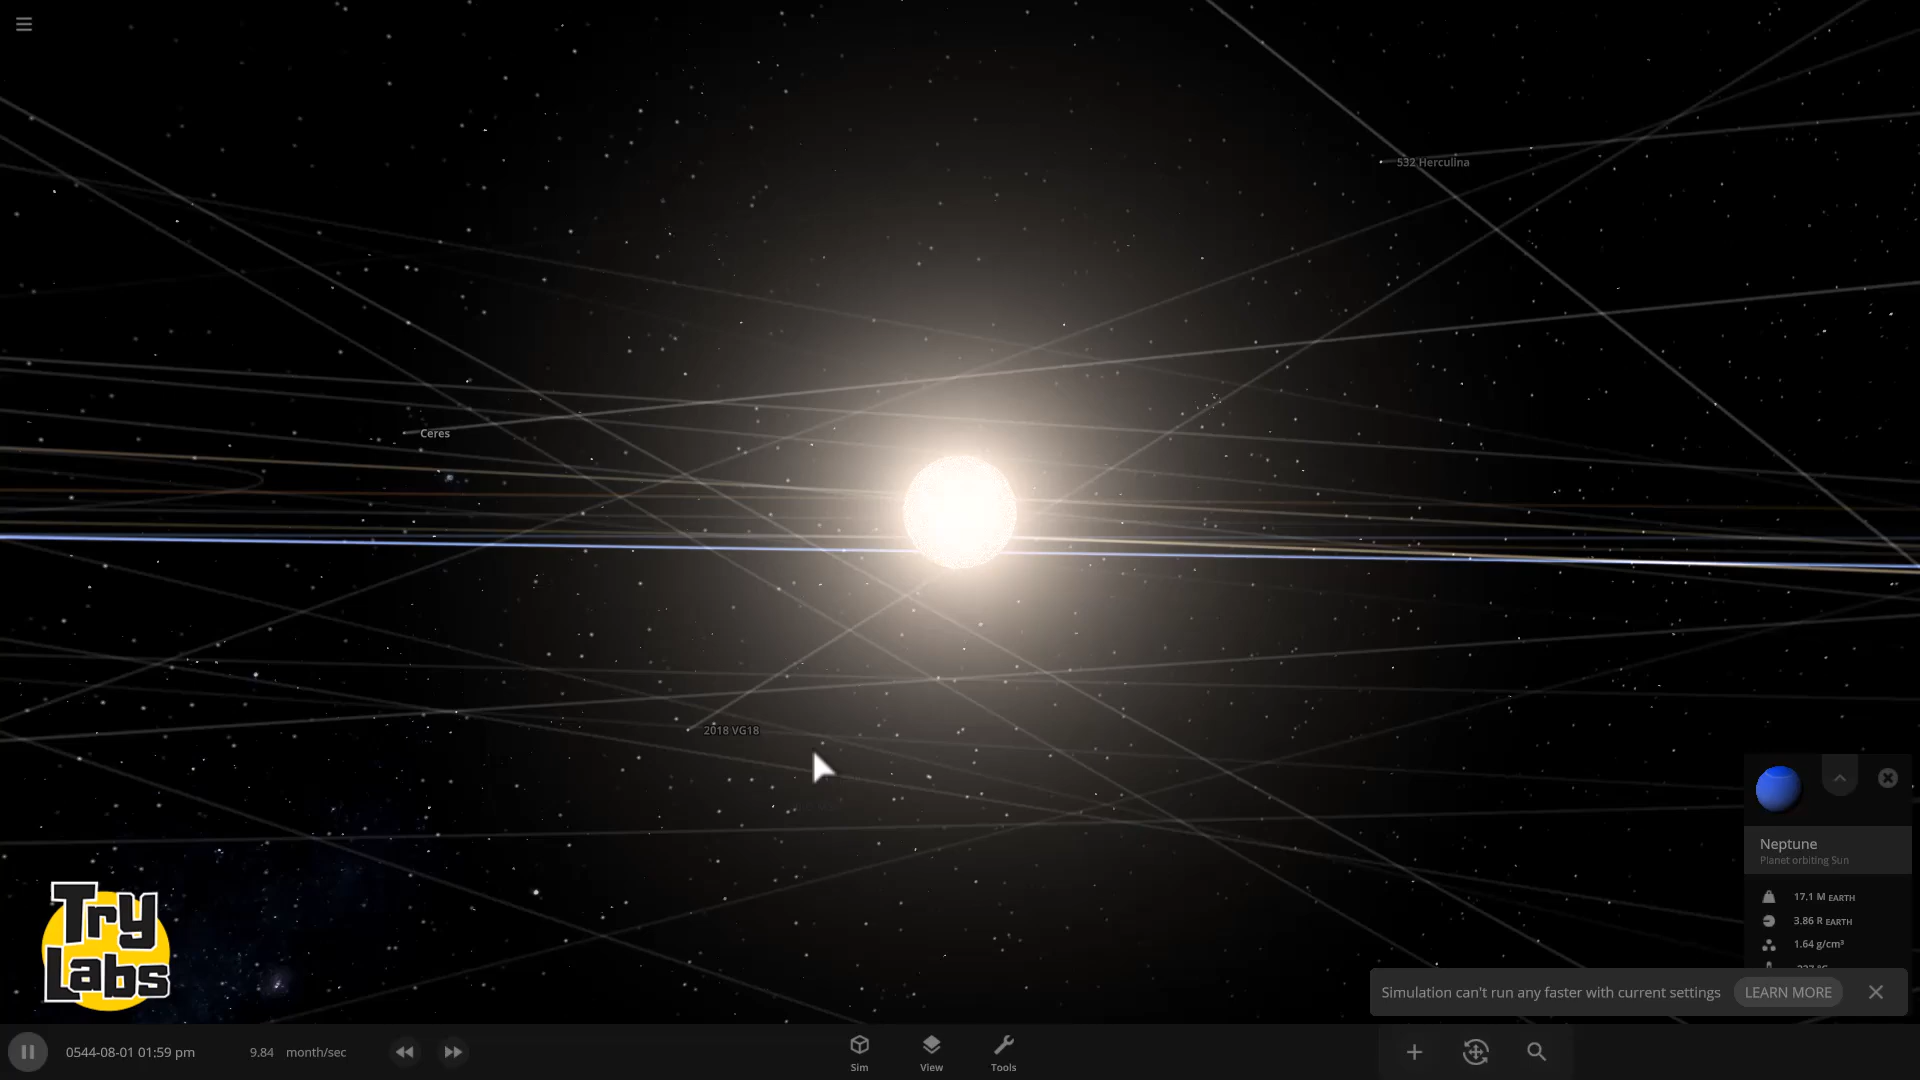 532 Herculina
Ceres
2018 VG18
Neptune
Planet orbiting Sun
17.1 M EARTH
3.86 R EARTH
1.64 g/cm³
Try
Labs
Simulation can't run any faster with current settings
LEARN MORE
0544-08-01 01:59 pm
9.84 month/sec
Sim
View
Tools